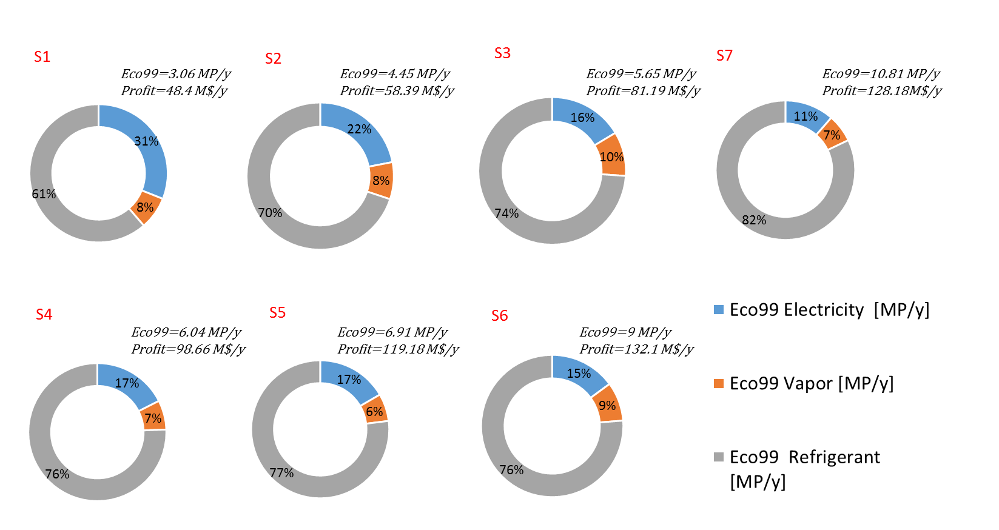 S1
Eco99=3.06 MP/y
Profit=48.4 M$/y
31%
8%
61%
S2
Eco99=4.45 MP/y
Profit=58.39 M$/y
22%
8%
70%
S3
Eco99=5.65 MP/y
Profit=81.19 M$/y
16%
10%
74%
S7
Eco99=10.81 MP/y
Profit=128.18M$/y
11%
7%
82%
S4
Eco99=6.04 MP/y
Profit=98.66 M$/y
17%
7%
76%
S5
Eco99=6.91 MP/y
Profit=119.18 M$/y
17%
6%
77%
S6
Eco99=9 MP/y
Profit=132.1 M$/y
15%
9%
76%
Eco99 Electricity [MP/y]
Eco99 Vapor [MP/y]
Eco99 Refrigerant
[MP/y]